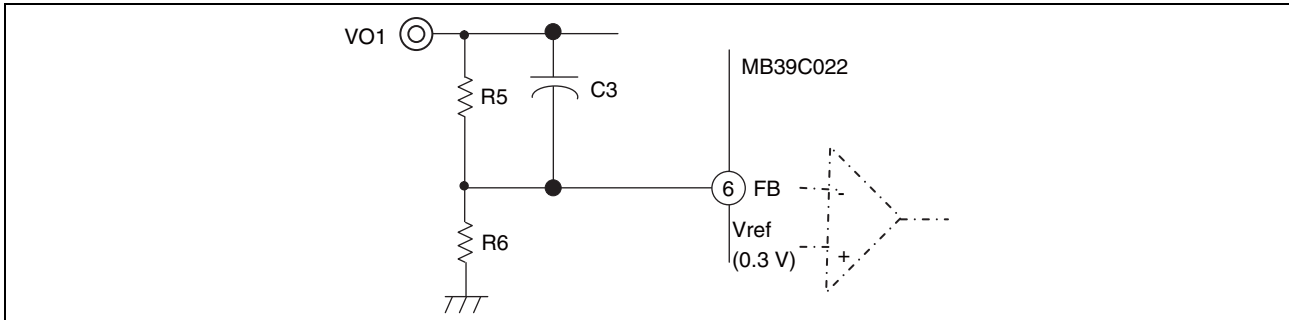 VO1
MB39C022
R5
C3
6 FB
-
Vref
(0.3 V)
+
R6